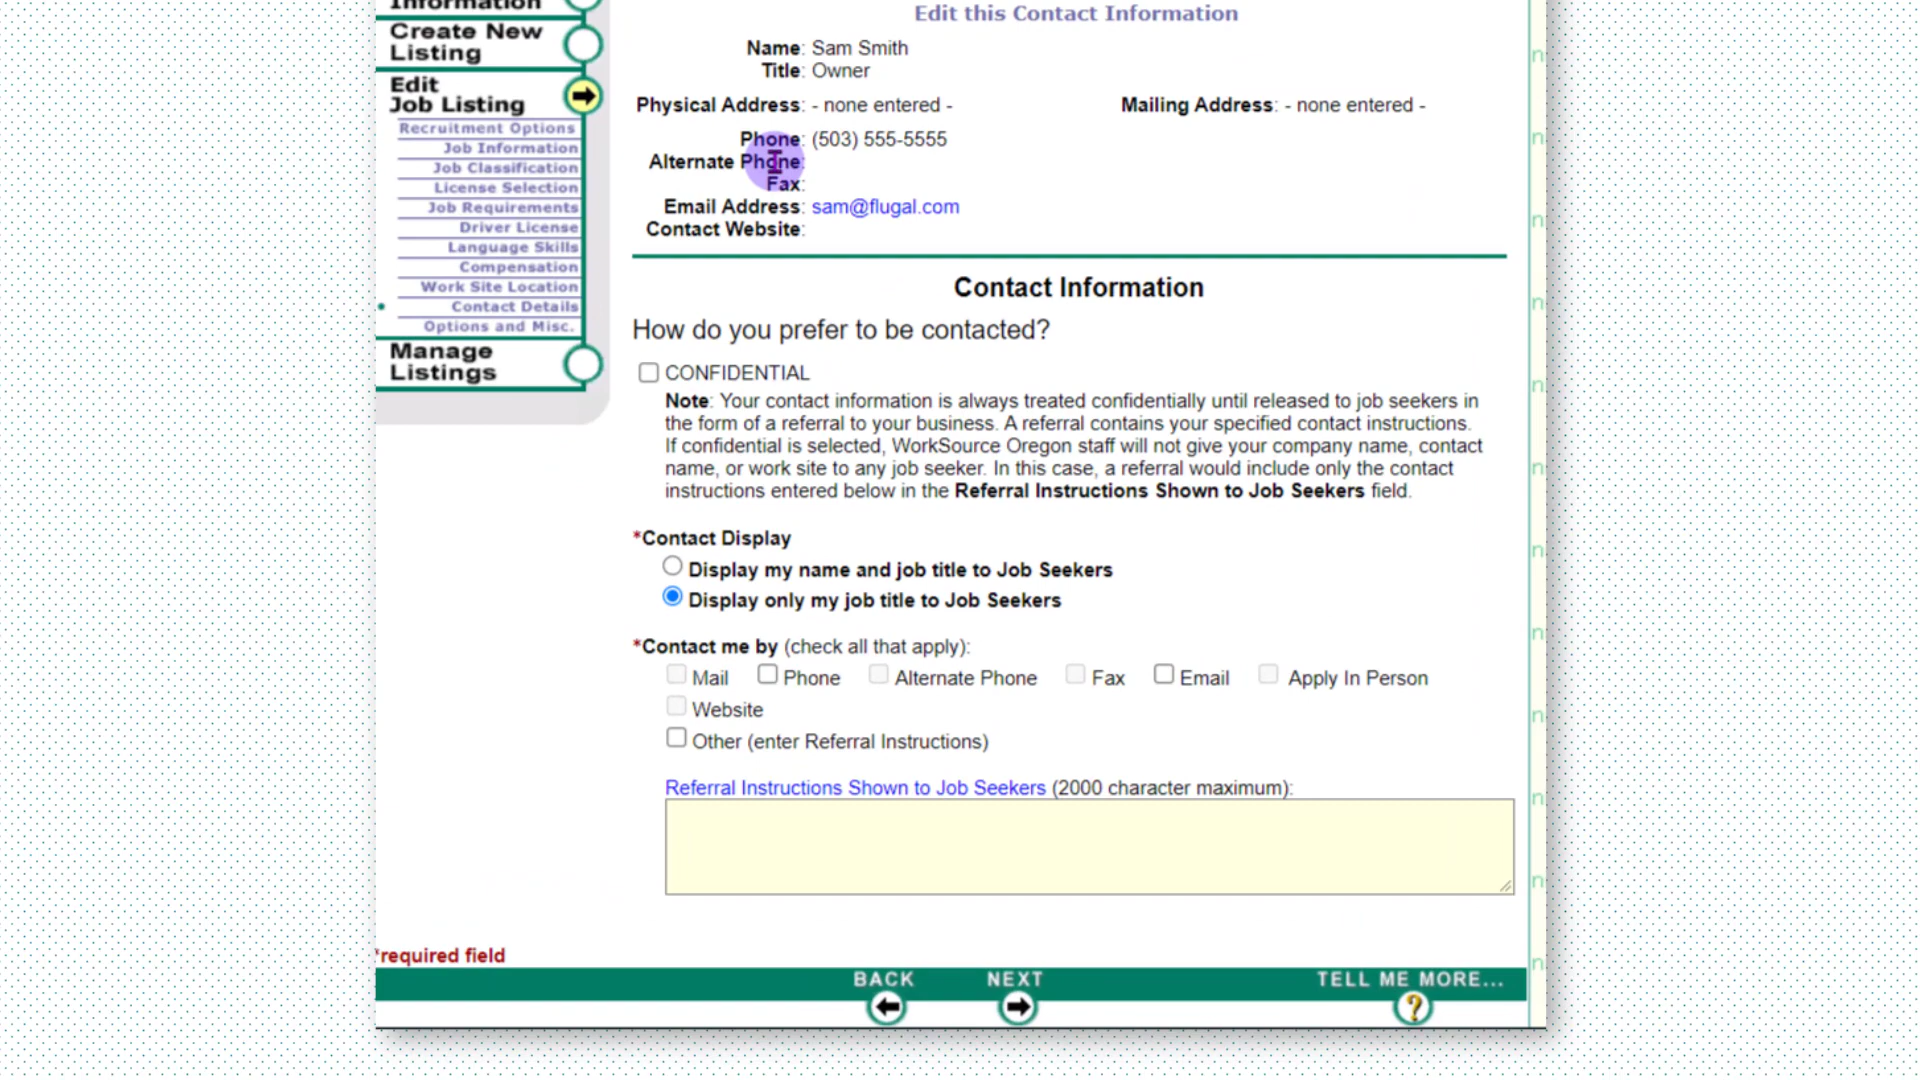 Information
Create New
Listing
Edit
Job Listing
Recruitment Options
Job Information
Job Classification
License Selection
Job Requirements
Driver License
Language Skills
Compensation
Work Site Location
Contact Details
Options and Misc.
Manage
Listings
Edit this Contact Information
Name: Sam Smith
Title: Owner
Physical Address: - none entered -
Mailing Address: - none entered -
Phone: (503) 555-5555
Alternate Phone:
Fax:
Email Address: sam@flugal.com
Contact Website:
Contact Information
How do you prefer to be contacted?
CONFIDENTIAL
Note: Your contact information is always treated confidentially until released to job seekers in
the form of a referral to your business. A referral contains your specified contact instructions.
If confidential is selected, WorkSource Oregon staff will not give your company name, contact
name, or work site to any job seeker. In this case, a referral would include only the contact
instructions entered below in the Referral Instructions Shown to Job Seekers field.
*Contact Display
Display my name and job title to Job Seekers
Display only my job title to Job Seekers
*Contact me by (check all that apply):
Mail Phone Alternate Phone Fax Email Apply In Person
Website
Other (enter Referral Instructions)
Referral Instructions Shown to Job Seekers (2000 character maximum):
*required field
BACK NEXT TELL ME MORE...